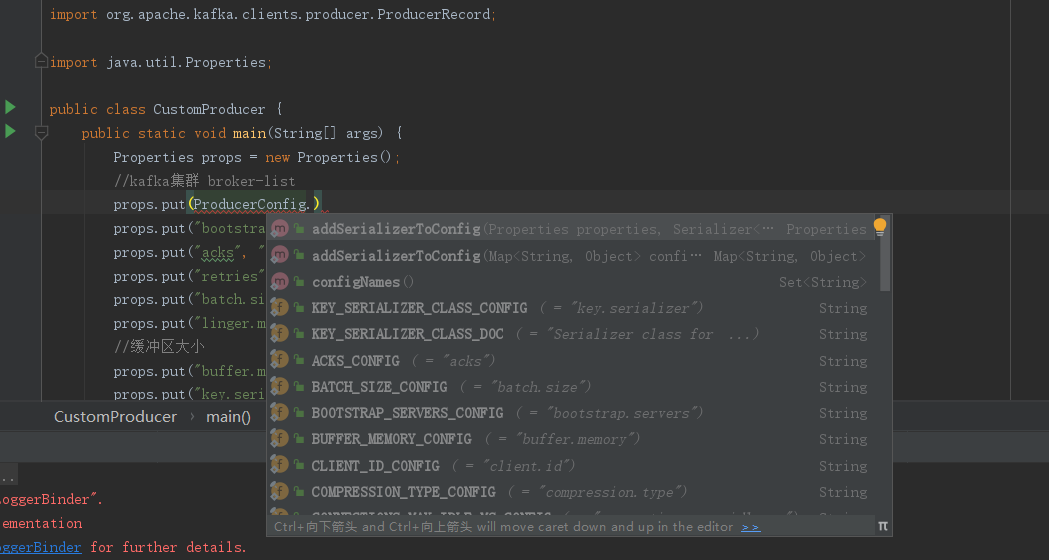 import org.apache.kafka.clients.producer.ProducerRecord;
import java.util.Properties;
public class CustomProducer {
public static void main(String[] args) {
Properties props = new Properties();
//kafka集群 broker-list
props.put(ProducerConfig.)
props.put("bootstra
props.put("acks", "
props.put("retries"
props.put("batch.si
props.put("linger.m
//缓冲区大小
props.put("buffer.m
props.put("key.seri
addSerializerToConfig(Properties properties, Serializer<… Properties
addSerializerToConfig(Map<String, Object> confi… Map<String, Object>
configNames() Set<String>
KEY_SERIALIZER_CLASS_CONFIG ( = "key.serializer") String
KEY_SERIALIZER_CLASS_DOC ( = "Serializer class for ...) String
ACKS_CONFIG ( = "acks") String
BATCH_SIZE_CONFIG ( = "batch.size") String
BOOTSTRAP_SERVERS_CONFIG ( = "bootstrap.servers") String
BUFFER_MEMORY_CONFIG ( = "buffer.memory") String
CLIENT_ID_CONFIG ( = "client.id") String
COMPRESSION_TYPE_CONFIG ( = "compression.type") String
Ctrl+向下箭头 and Ctrl+向上箭头 will move caret down and up in the editor >> π
CustomProducer › main()
..
oggerBinder".
ementation
oggerBinder for further details.